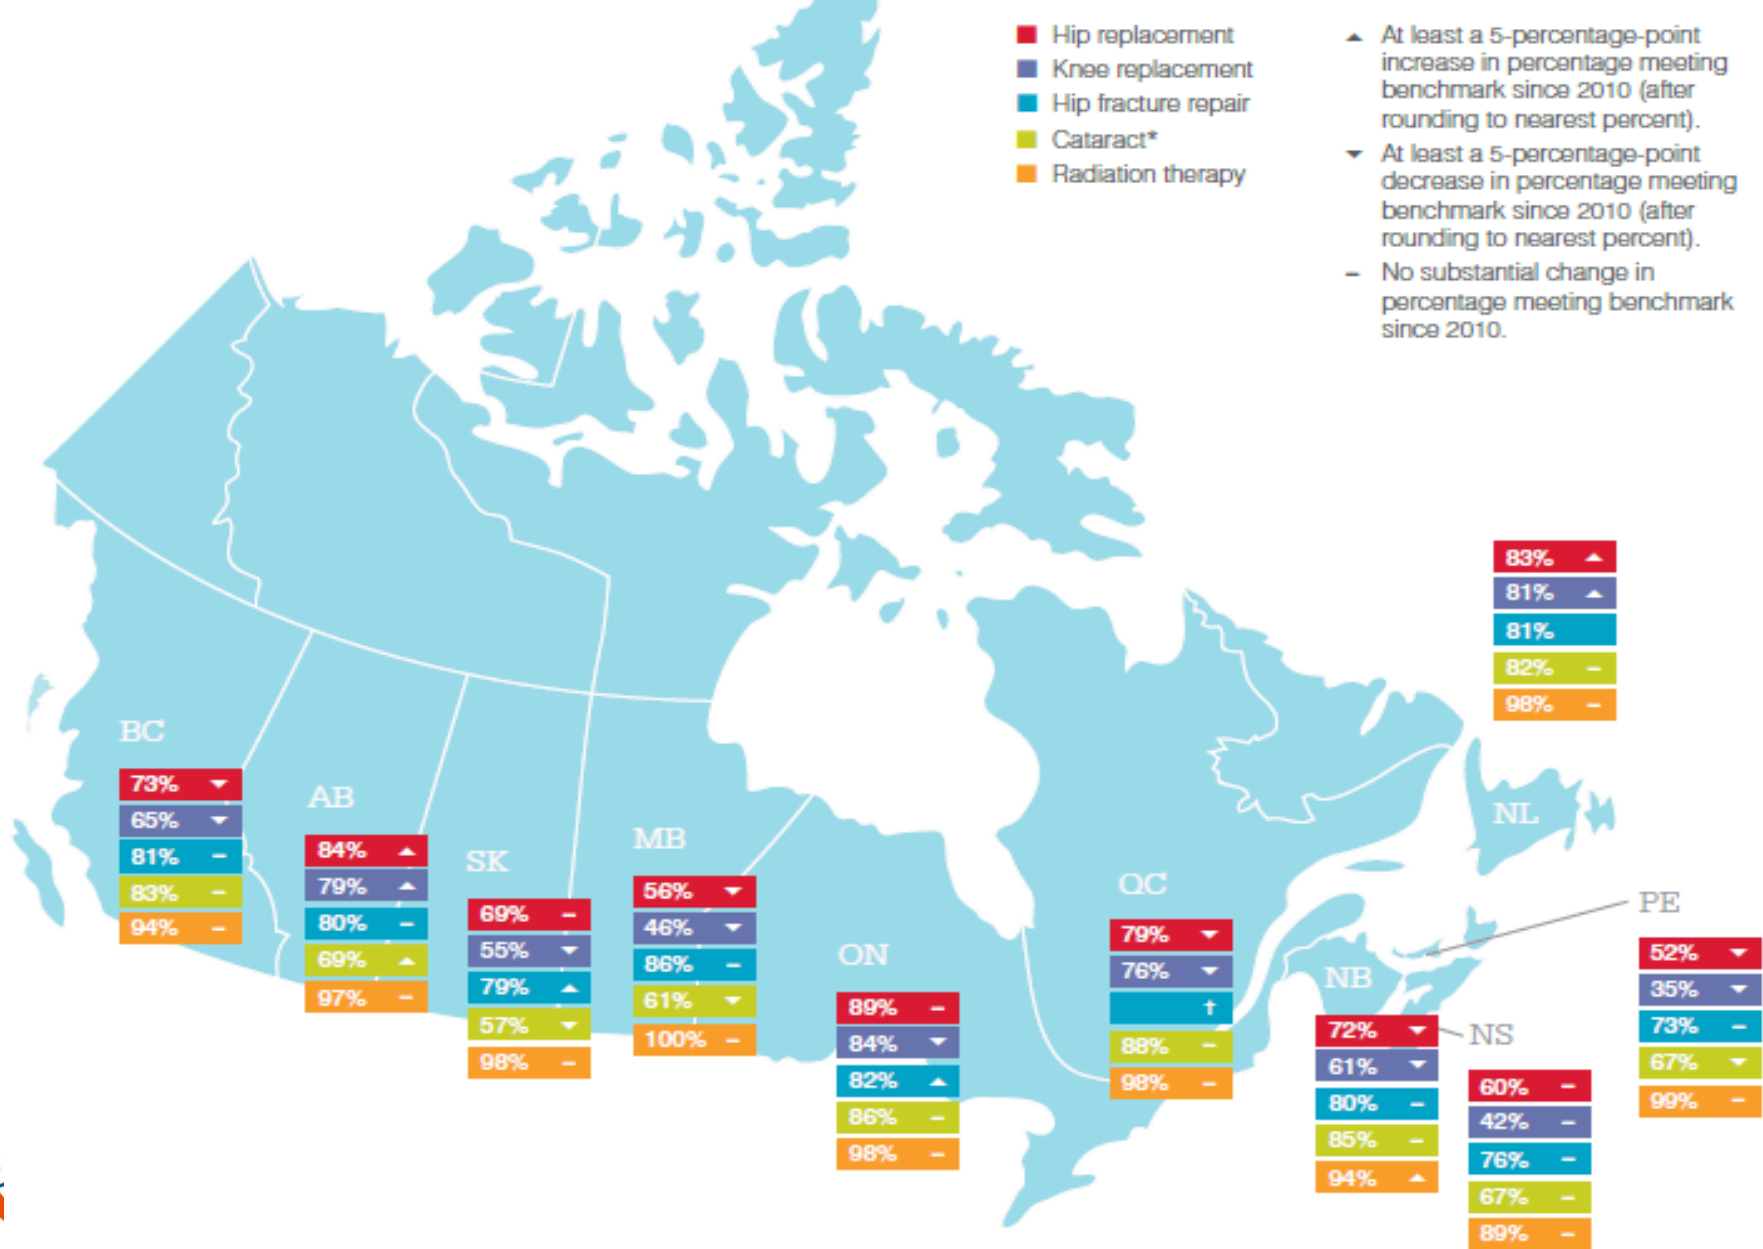 Hip replacement
Knee replacement
Hip fracture repair
Cataract*
Radiation therapy
▲ At least a 5-percentage-point
increase in percentage meeting
benchmark since 2010 (after
rounding to nearest percent).
▼ At least a 5-percentage-point
decrease in percentage meeting
benchmark since 2010 (after
rounding to nearest percent).
– No substantial change in
percentage meeting benchmark
since 2010.
BC
73% ▼
65% ▼
81% –
83% –
94% –
AB
84% ▲
79% ▲
80% –
69% ▲
97% –
SK
69% –
55% ▼
79% ▲
57% ▼
98% –
MB
56% ▼
46% ▼
86% –
61% ▼
100% –
ON
89% –
84% ▼
82% ▲
86% –
98% –
QC
79% ▼
76% ▼
†
88% –
98% –
NB
72% ▼
61% ▼
80% –
85% –
94% ▲
NS
60% –
42% –
76% –
67% –
89% –
PE
52% ▼
35% ▼
73% –
67% ▼
99% –
83% ▲
81% ▲
81%
82% –
98% –
NL